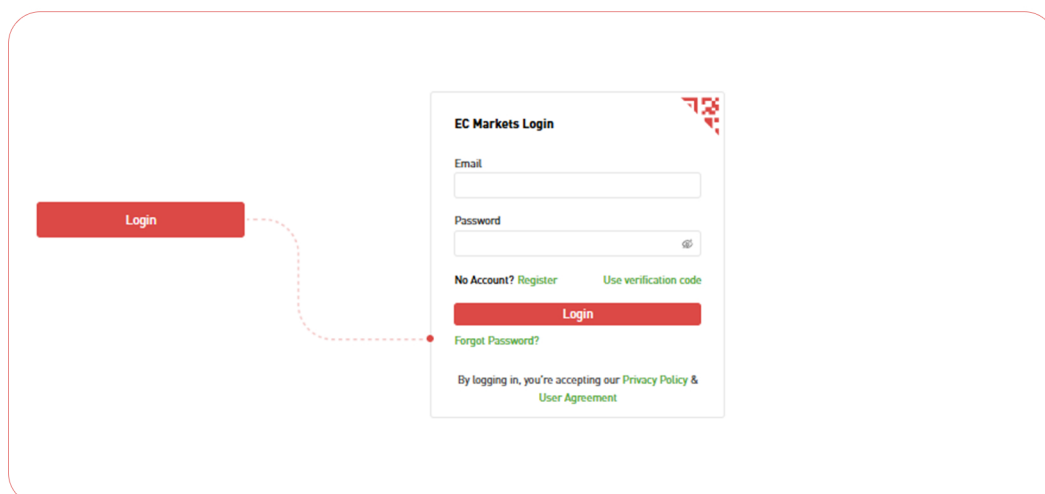 EC Markets Login
Email
Login
Password
No Account? Register Use verification code
Login
Forgot Password?
By logging in, you're accepting our Privacy Policy &
User Agreement